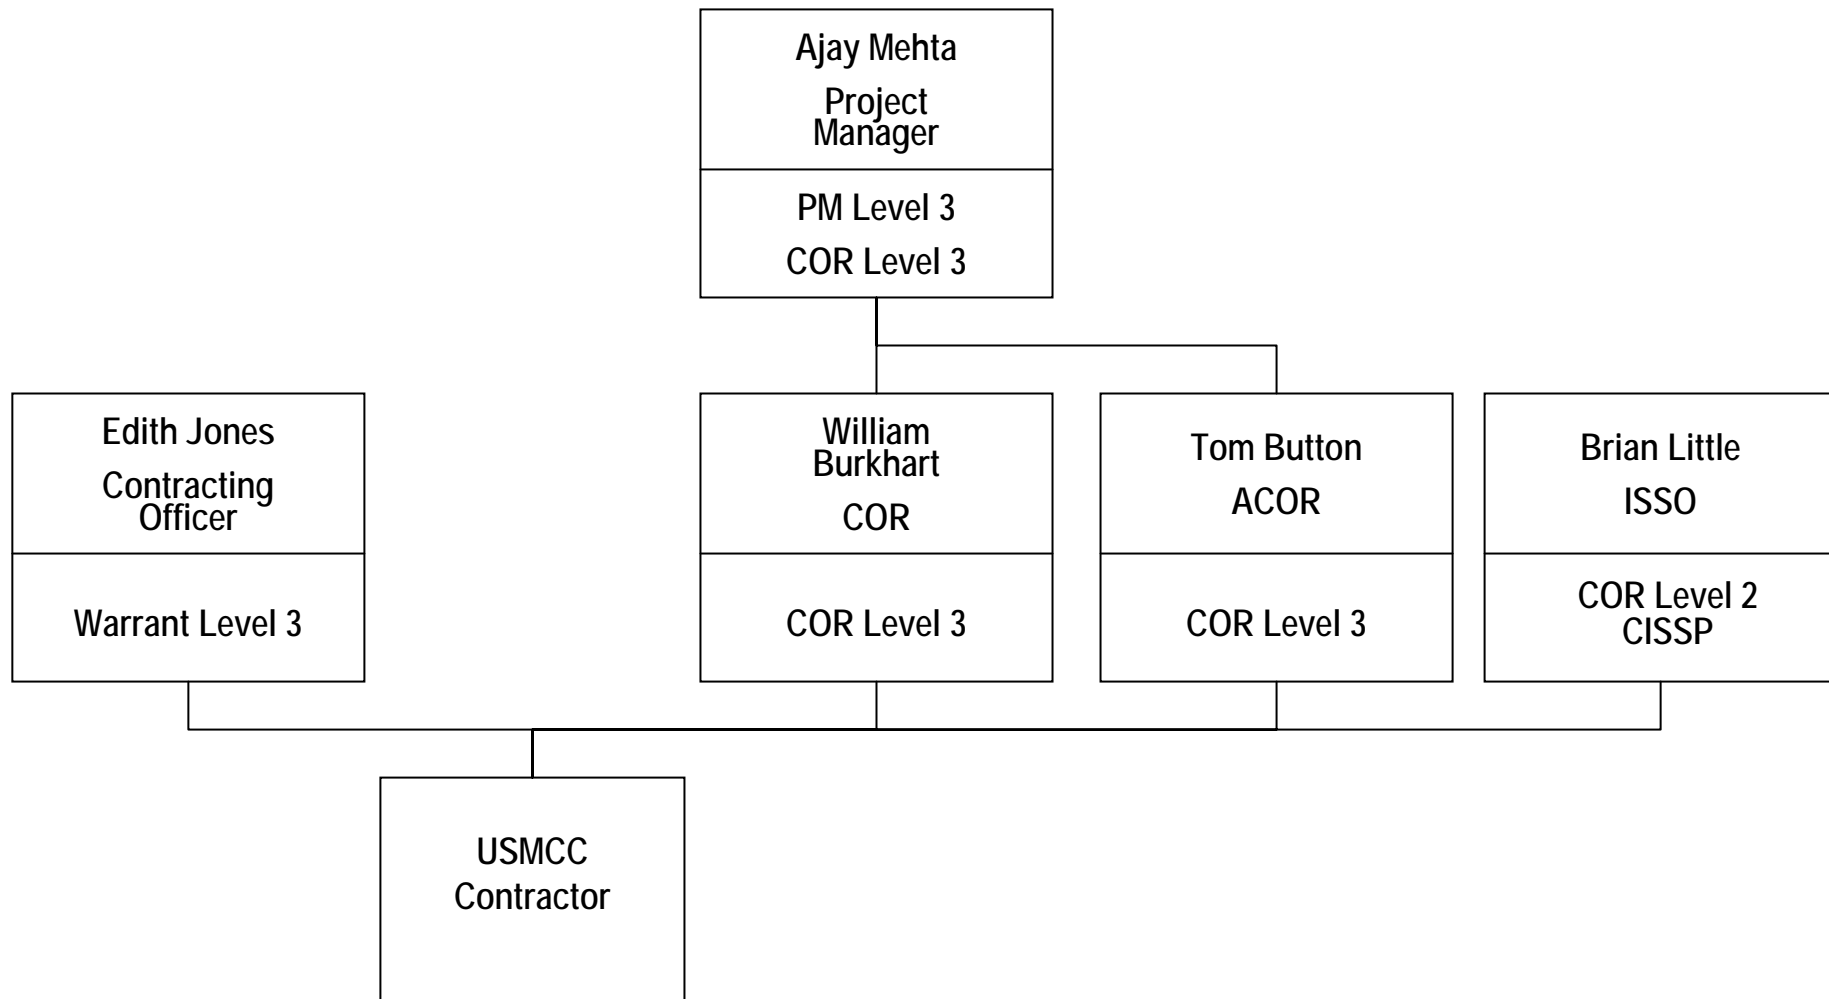 Ajay Mehta
Project
Manager
PM Level 3
COR Level 3
Edith Jones
Contracting
Officer
Warrant Level 3
William
Burkhart
COR
COR Level 3
Tom Button
ACOR
COR Level 3
Brian Little
ISSO
COR Level 2
CISSP
USMCC
Contractor